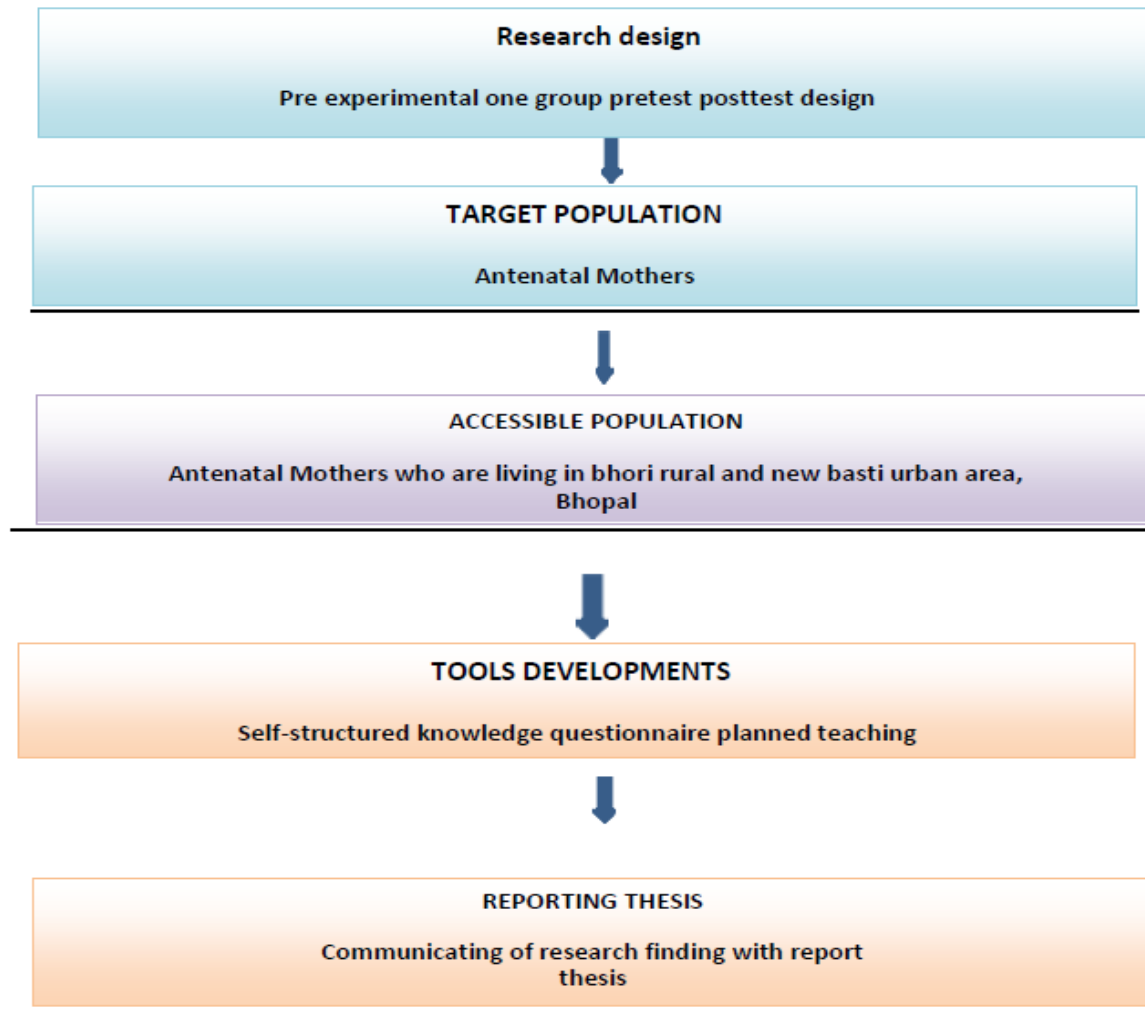 Research design
Pre experimental one group pretest posttest design
TARGET POPULATION
Antenatal Mothers
ACCESSIBLE POPULATION
Antenatal Mothers who are living in bhori rural and new basti urban area,
Bhopal
TOOLS DEVELOPMENTS
Self-structured knowledge questionnaire planned teaching
REPORTING THESIS
Communicating of research finding with report
thesis